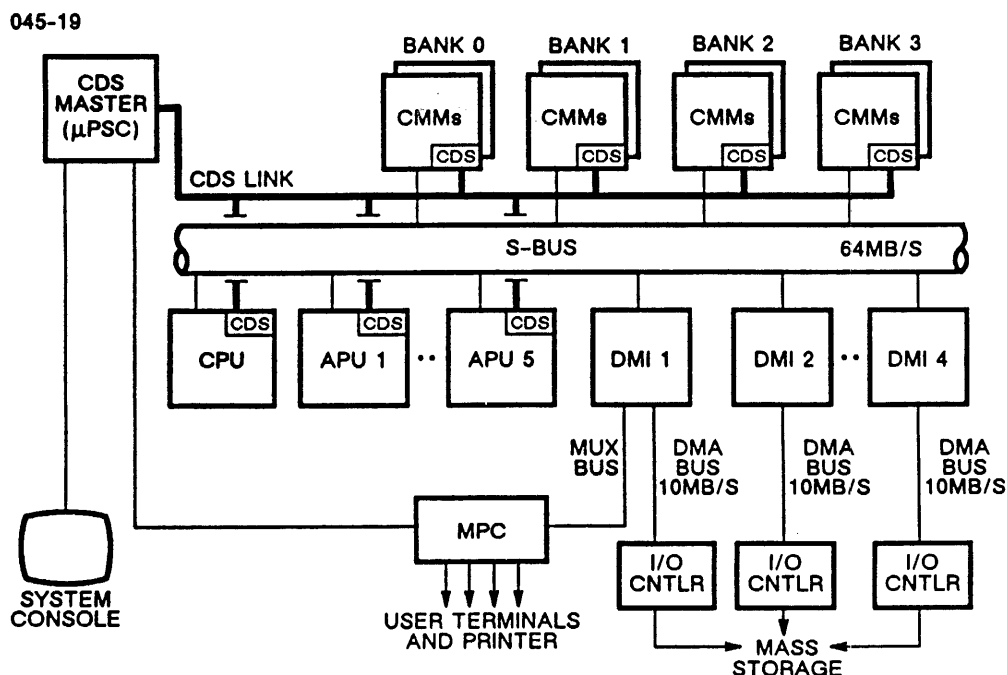 045-19
BANK 0
BANK 1
BANK 2
BANK 3
CDS
MASTER
(μPSC)
CMMs
CDS
CMMs
CDS
CMMs
CDS
CMMs
CDS
CDS LINK
S-BUS
64MB/S
CDS
CPU
CDS
APU 1
··
CDS
APU 5
DMI 1
DMI 2
··
DMI 4
MUX
BUS
DMA
BUS
10MB/S
DMA
BUS
10MB/S
DMA
BUS
10MB/S
MPC
I/O
CNTLR
I/O
CNTLR
I/O
CNTLR
SYSTEM
CONSOLE
USER TERMINALS
AND PRINTER
MASS
STORAGE